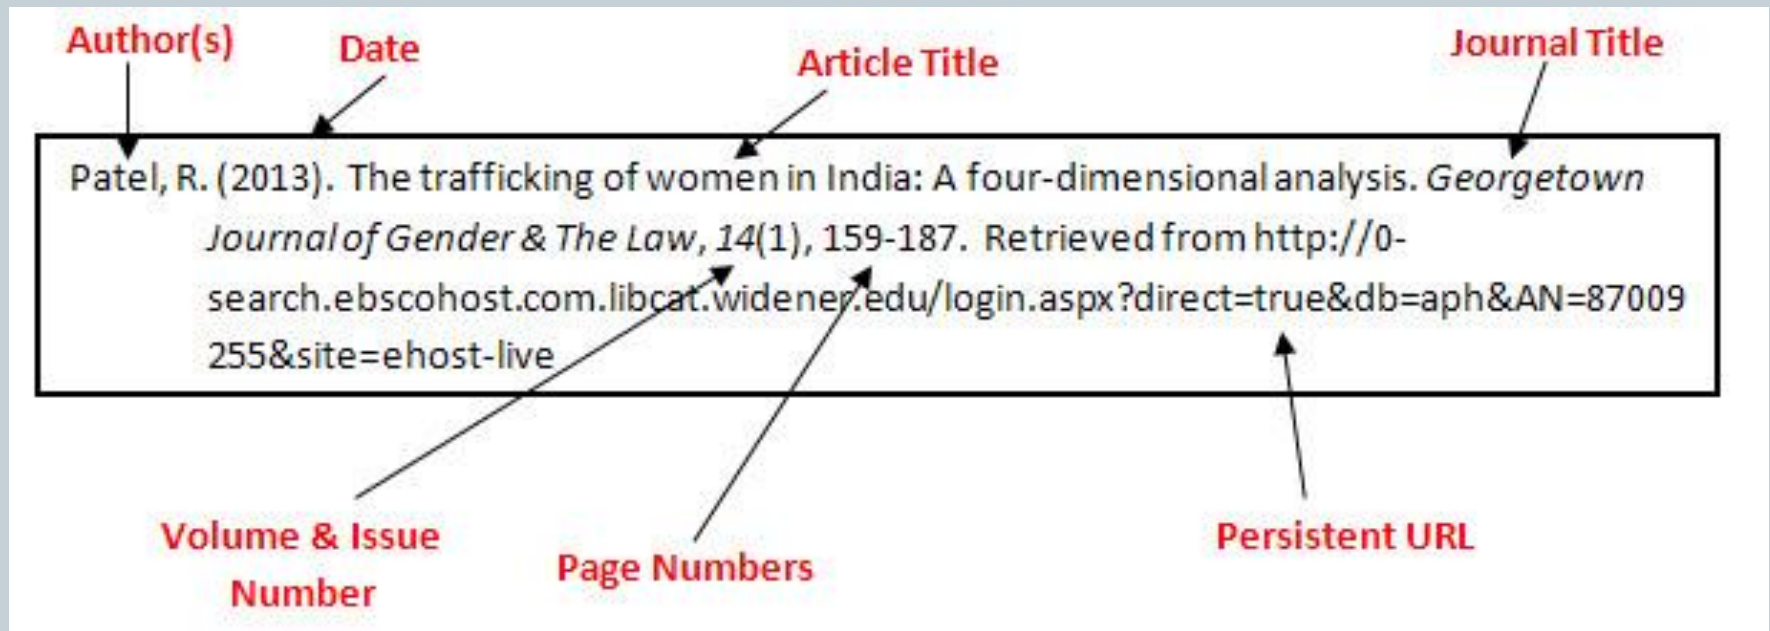 Author(s)
Date
Article Title
Journal Title
Patel, R. (2013). The trafficking of women in India: A four-dimensional analysis. Georgetown
Journal of Gender & The Law, 14(1), 159-187. Retrieved from http://0-
search.ebscohost.com.libcat.widener.edu/login.aspx?direct=true&db=aph&AN=87009
255&site=ehost-live
Volume & Issue
Number
Page Numbers
Persistent URL